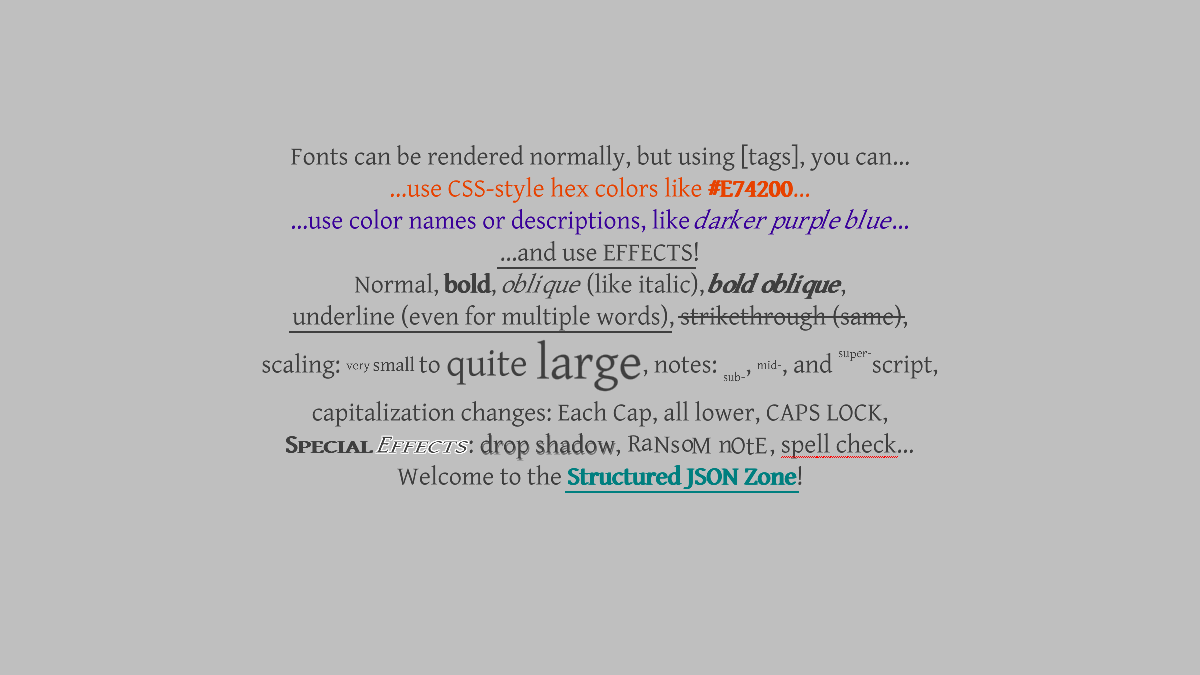 Fonts can be rendered normally, but using [tags], you can...
...use CSS-style hex colors like #E74200...
...use color names or descriptions, like darker purple blue...
...and use EFFECTS!
Normal, bold, oblique (like italic), bold oblique,
underline (even for multiple words), strikethrough (same),
scaling: very small to quite large, notes: sub-, mid-, and super-script,
capitalization changes: Each Cap, all lower, CAPS LOCK,
SPECIAL EFFECTS: drop shadow, RaNsoM nOtE, spell check...
Welcome to the Structured JSON Zone!